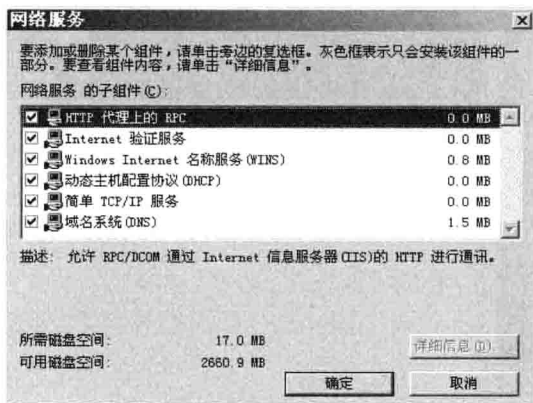 网络服务
要添加或删除某个组件，请单击旁边的复选框。灰色框表示只会安装该组件的一
部分。要查看组件内容，请单击“详细信息”。
网络服务 的子组件(C):
HTTP 代理上的 RPC 0.0 MB
Internet 验证服务 0.0 MB
Windows Internet 名称服务(WINS) 0.8 MB
动态主机配置协议(DHCP) 0.0 MB
简单 TCP/IP 服务 0.0 MB
域名系统(DNS) 1.5 MB
描述: 允许 RPC/DCOM 通过 Internet 信息服务器(IIS)的 HTTP 进行通讯。
所需磁盘空间: 17.0 MB
详细信息(D)...
可用磁盘空间: 2660.9 MB
确定 取消